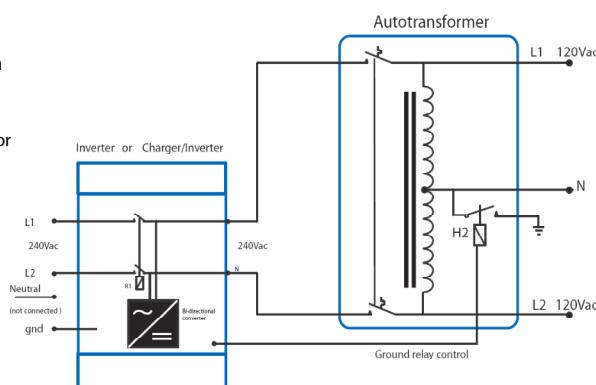 Autotransformer
L1 120Vac
or
Inverter or Charger/Inverter
N
H2
L1
240Vac
240Vac
L2
N
Neutral
R1
(not connected)
Bi-directional
converter
gnd
L2 120Vac
Ground relay control